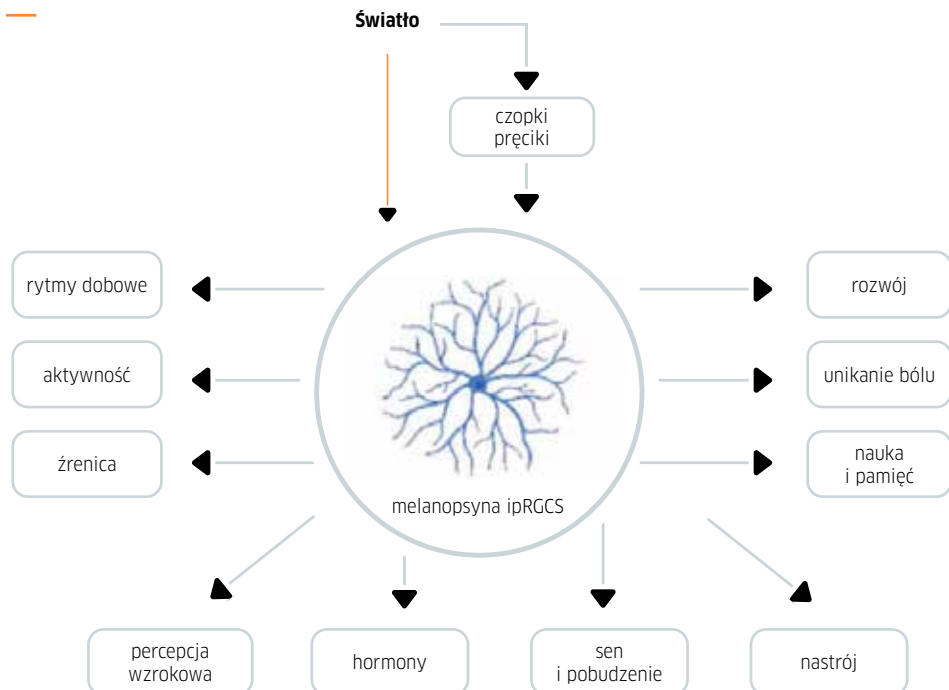 Światło
czopki
pręciki
rytmy dobowe
rozwój
aktywność
unikanie bólu
źrenica
nauka
i pamięć
melanopsyna ipRGCS
percepcja
wzrokowa
hormony
sen
i pobudzenie
nastrój